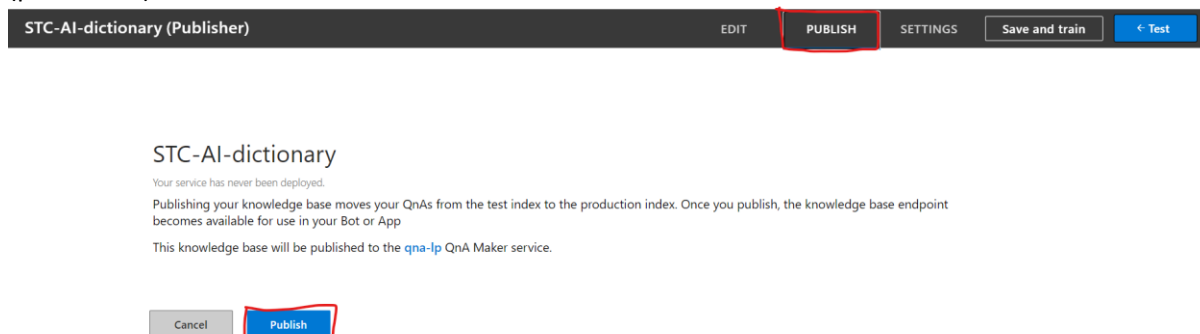 STC-AI-dictionary (Publisher) EDIT PUBLISH SETTINGS Save and train ← Test
STC-AI-dictionary
Your service has never been deployed.
Publishing your knowledge base moves your QnAs from the test index to the production index. Once you publish, the knowledge base endpoint
becomes available for use in your Bot or App
This knowledge base will be published to the qna-lp QnA Maker service.
Cancel Publish